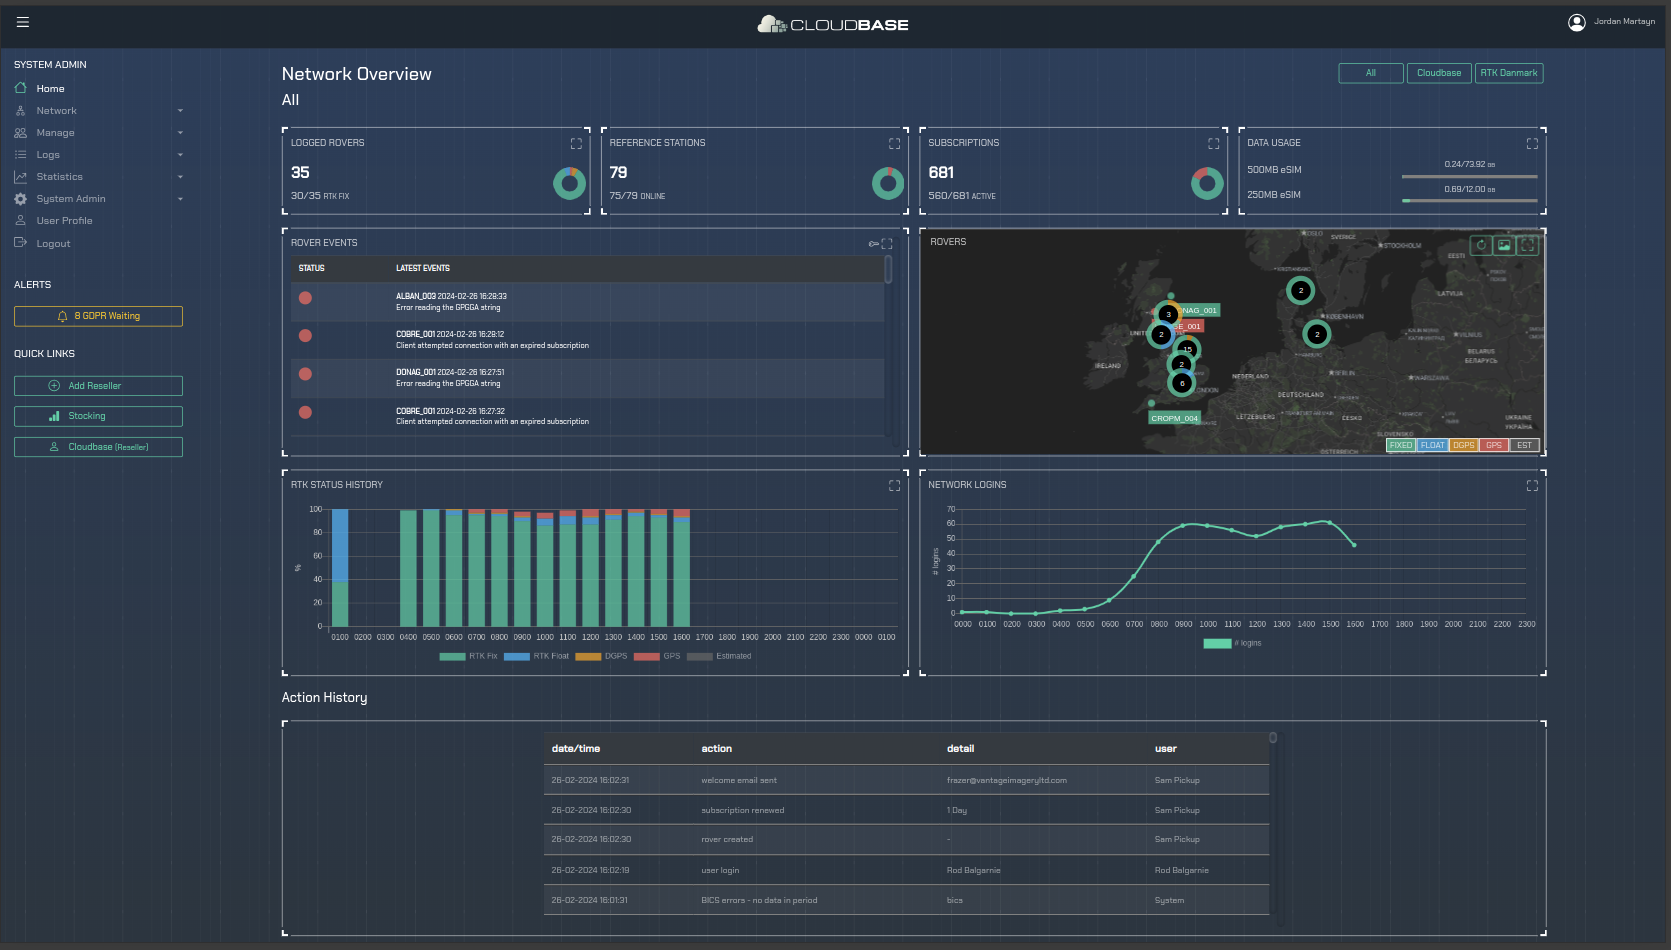 CLOUDBASE
Jordan Martayn
SYSTEM ADMIN
Home
Network
Manage
Logs
Statistics
System Admin
User Profile
Logout
ALERTS
8 GDPR Waiting
QUICK LINKS
Add Reseller
Stocking
Cloudbase (Reseller)
Network Overview
All
All
Cloudbase
RTK Danmark
LOGGED ROVERS
35
30/35 RTK FIX
REFERENCE STATIONS
79
75/79 ONLINE
SUBSCRIPTIONS
681
560/681 ACTIVE
DATA USAGE
500MB eSIM
0.24/73.92 GB
250MB eSIM
0.69/12.00 GB
ROVER EVENTS
STATUS LATEST EVENTS
ALBAN_003 2024-02-26 16:28:33
Error reading the GPGGA string
COBRE_001 2024-02-26 16:28:12
Client attempted connection with an expired subscription
DONAG_001 2024-02-26 16:27:51
Error reading the GPGGA string
COBRE_001 2024-02-26 16:27:32
Client attempted connection with an expired subscription
ROVERS
OSLO
SVERIGE
STOCKHOLM
EESTI
LATVIJA
KØBENHAVN
VILNIUS
BELARUS
БЕЛАРУСЬ
IRELAND
UNIT
LONDON
NEDERLAND
BERLIN
WARSZAWA
DEUTSCHLAND
LËTZEBUERG
ČESKO
UKRAINE
УКРАЇНА
SLOVENSKO
ÖSTERREICH
2
2
3
NAG_001
E_001
2
15
2
6
CROPM_004
FIXED FLOAT DGPS GPS EST
RTK STATUS HISTORY
100
80
60
40
20
0
%
0100 0200 0300 0400 0500 0600 0700 0800 0900 1000 1100 1200 1300 1400 1500 1600 1700 1800 1900 2000 2100 2200 2300 0000 0100
RTK Fix RTK Float DGPS GPS Estimated
NETWORK LOGINS
70
60
50
40
30
20
10
0
# logins
0000 0100 0200 0300 0400 0500 0600 0700 0800 0900 1000 1100 1200 1300 1400 1500 1600 1700 1800 1900 2000 2100 2200 2300
# logins
Action History
date/time action detail user
26-02-2024 16:02:31 welcome email sent frazer@vantageimageryltd.com Sam Pickup
26-02-2024 16:02:30 subscription renewed 1 Day Sam Pickup
26-02-2024 16:02:30 rover created - Sam Pickup
26-02-2024 16:02:19 user login Rod Balgarnie Rod Balgarnie
26-02-2024 16:01:31 BICS errors - no data in period bics System